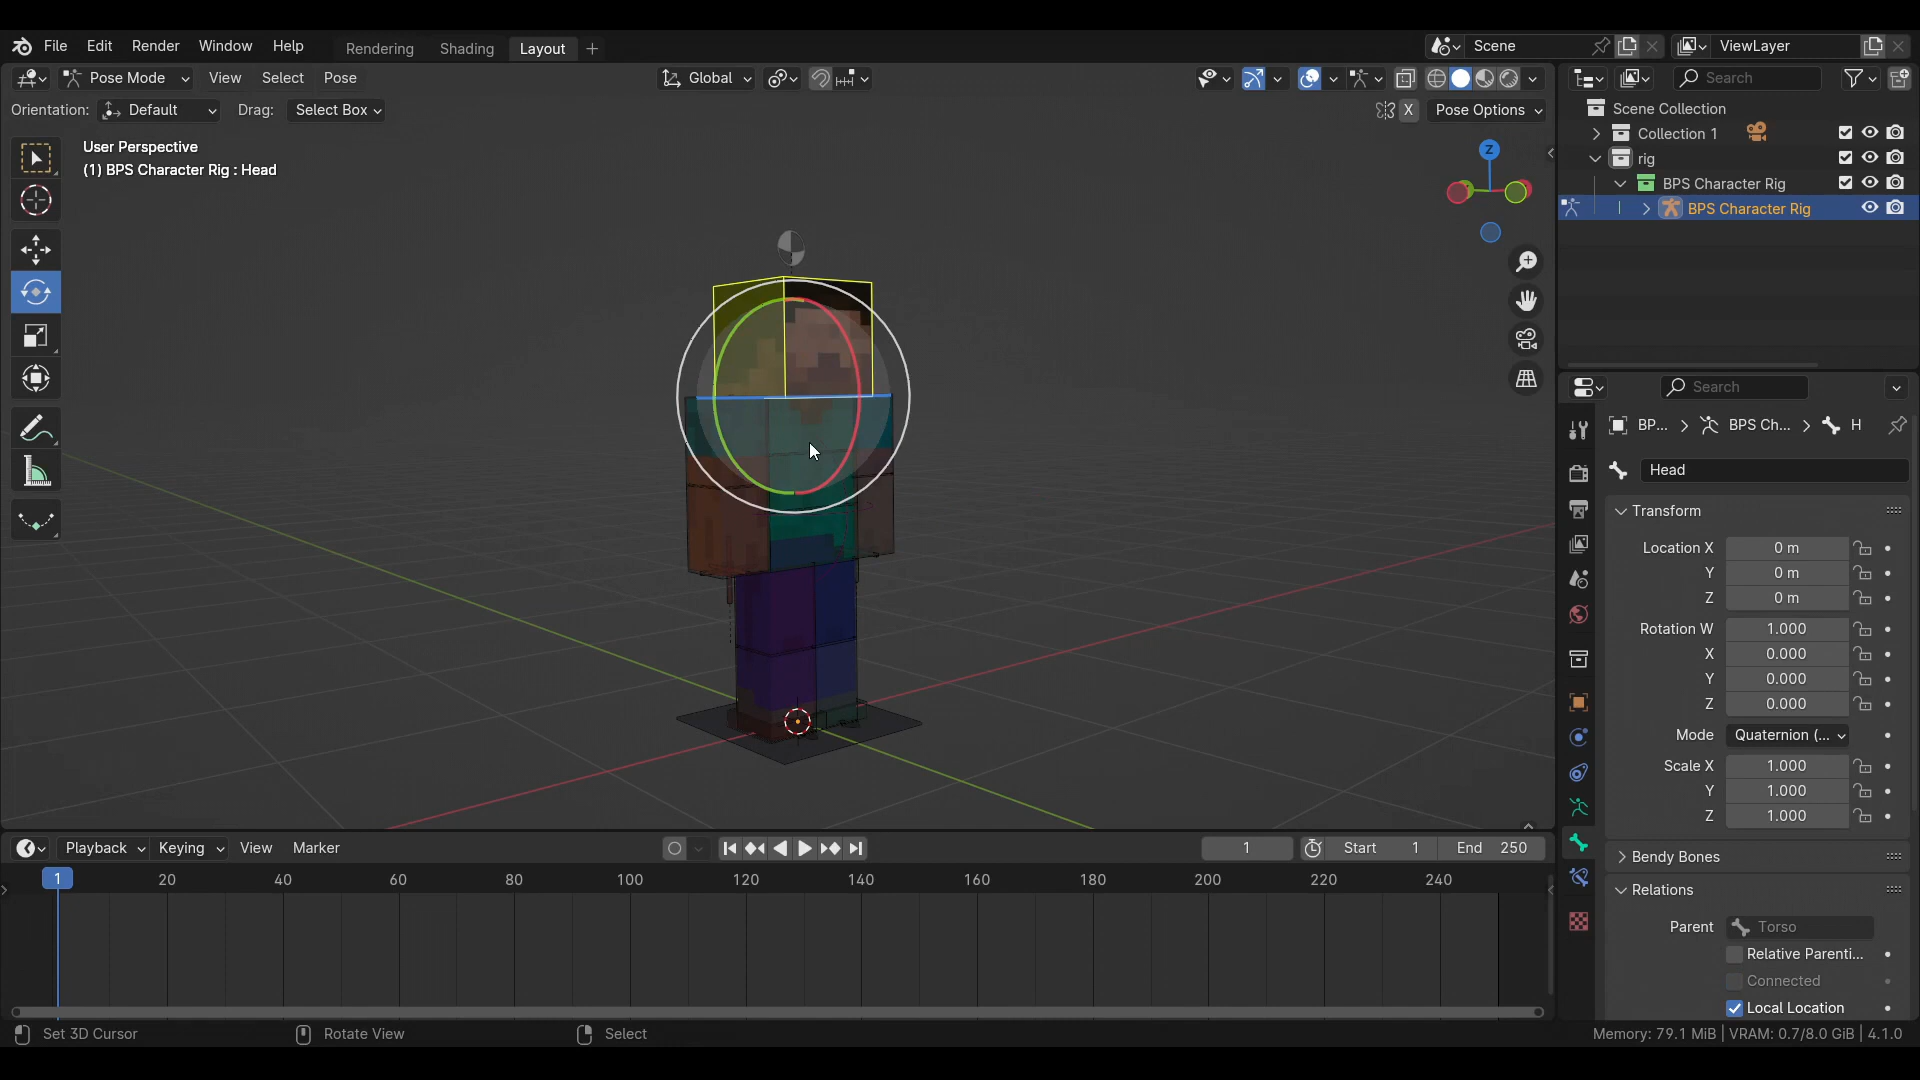 File Edit Render Window Help Rendering Shading Layout Scene ViewLayer
Pose Mode View Select Pose Global Search
Orientation: Default Drag: Select Box X Pose Options
User Perspective
(1) BPS Character Rig : Head
Z
Scene Collection
Collection 1
rig
BPS Character Rig
BPS Character Rig
Search
BP... BPS Ch... H
Head
Transform
Location X 0 m
Y 0 m
Z 0 m
Rotation W 1.000
X 0.000
Y 0.000
Z 0.000
Mode Quaternion (...
Scale X 1.000
Y 1.000
Z 1.000
Bendy Bones
Relations
Parent Torso
Relative Parenti...
Connected
Local Location
Playback Keying View Marker 1 Start 1 End 250
1 20 40 60 80 100 120 140 160 180 200 220 240
Set 3D Cursor Rotate View Select Memory: 79.1 MiB | VRAM: 0.7/8.0 GiB | 4.1.0